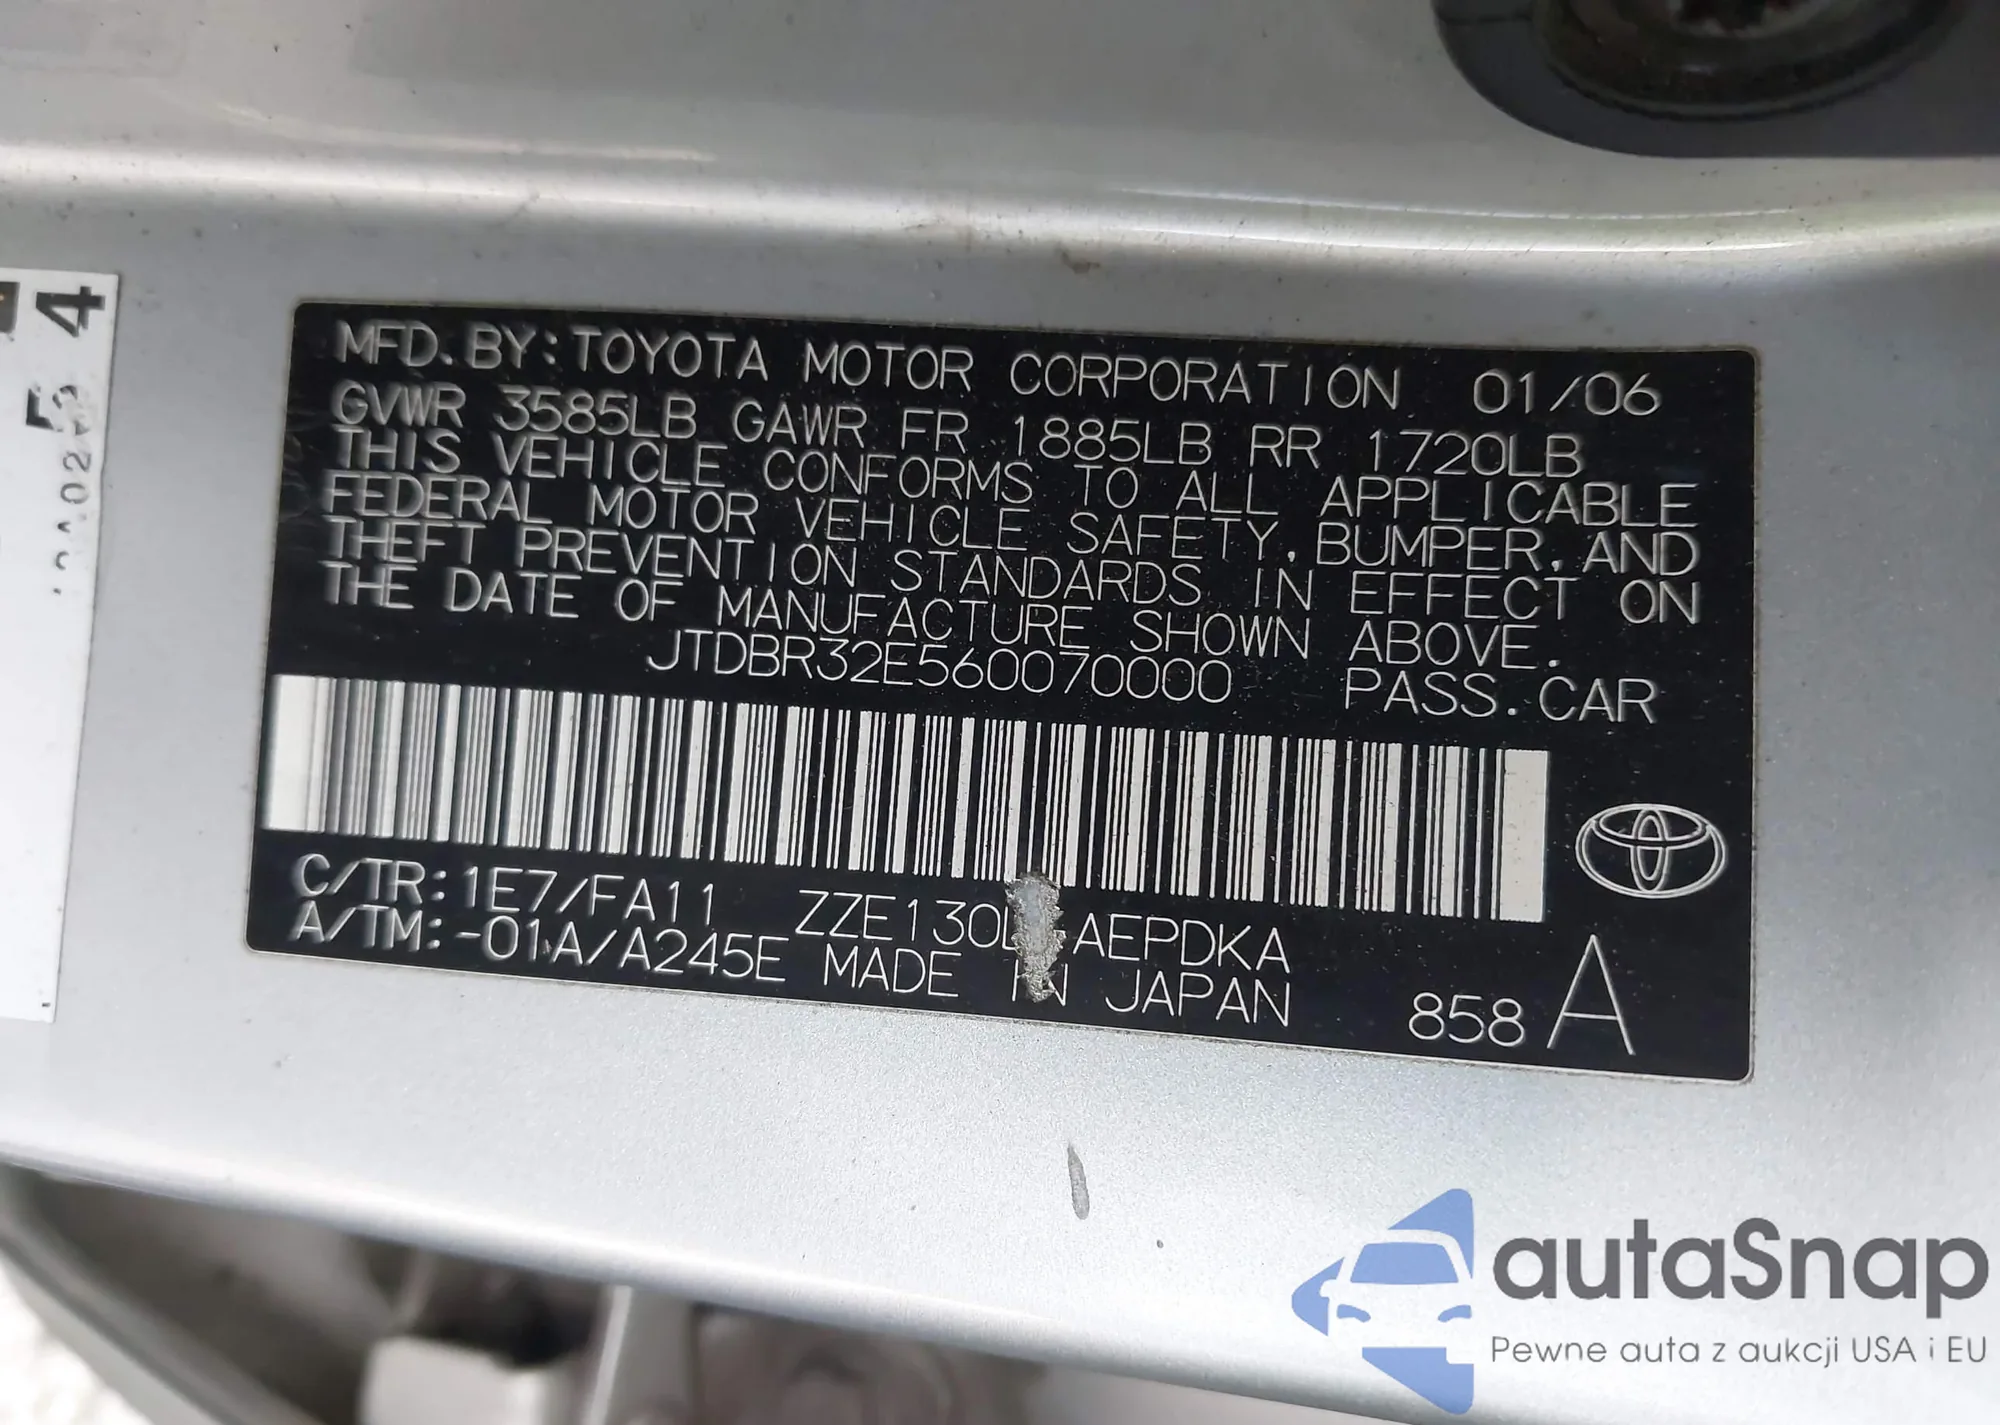 MFD. BY: TOYOTA MOTOR CORPORATION 01/06
GVWR 3585LB GAWR FR 1885LB RR 1720LB
THIS VEHICLE CONFORMS TO ALL APPLICABLE
FEDERAL MOTOR VEHICLE SAFETY, BUMPER, AND
THEFT PREVENTION STANDARDS IN EFFECT ON
THE DATE OF MANUFACTURE SHOWN ABOVE.
JTDBR32E560070000 PASS. CAR
C/TR: 1E7/FA11 ZZE130L-AEPDKA
A/TM: -01A/A245E MADE IN JAPAN 858 A
5 4
autaSnap
Pewne auta z aukcji USA i EU